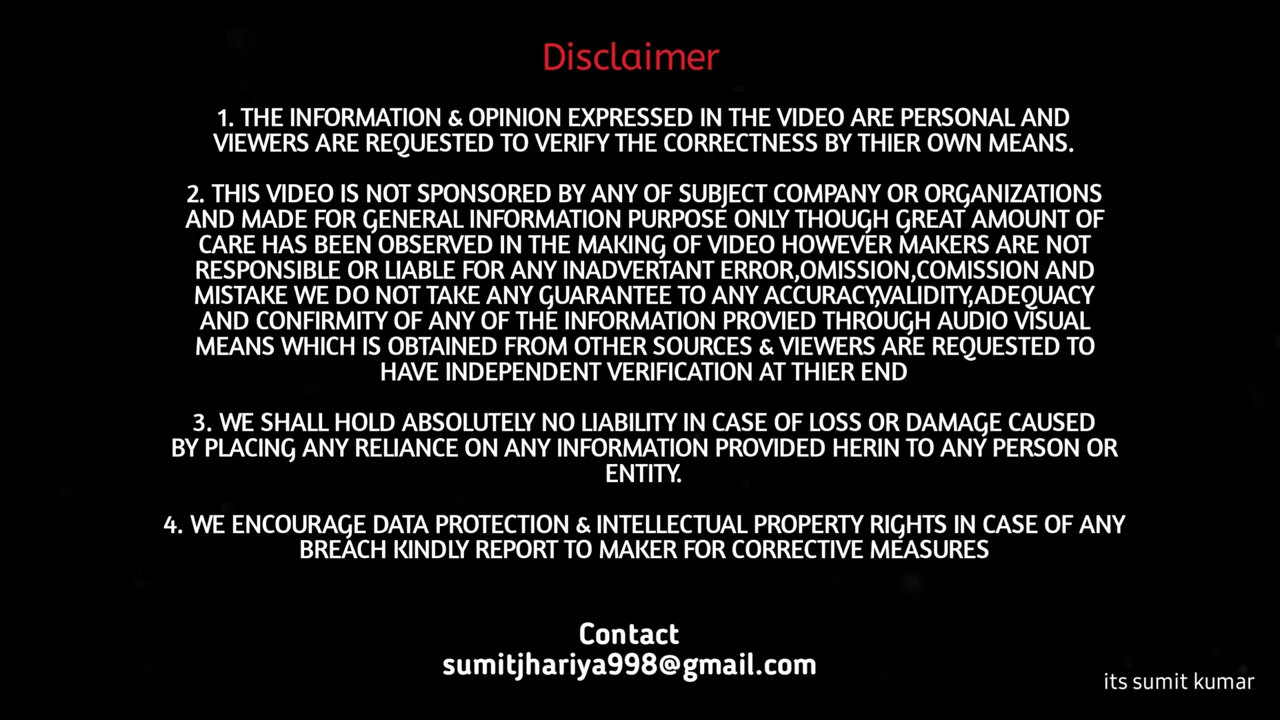 Disclaimer
1. THE INFORMATION & OPINION EXPRESSED IN THE VIDEO ARE PERSONAL AND
VIEWERS ARE REQUESTED TO VERIFY THE CORRECTNESS BY THIER OWN MEANS.
2. THIS VIDEO IS NOT SPONSORED BY ANY OF SUBJECT COMPANY OR ORGANIZATIONS
AND MADE FOR GENERAL INFORMATION PURPOSE ONLY THOUGH GREAT AMOUNT OF
CARE HAS BEEN OBSERVED IN THE MAKING OF VIDEO HOWEVER MAKERS ARE NOT
RESPONSIBLE OR LIABLE FOR ANY INADVERTANT ERROR,OMISSION,COMISSION AND
MISTAKE WE DO NOT TAKE ANY GUARANTEE TO ANY ACCURACY,VALIDITY,ADEQUACY
AND CONFIRMITY OF ANY OF THE INFORMATION PROVIED THROUGH AUDIO VISUAL
MEANS WHICH IS OBTAINED FROM OTHER SOURCES & VIEWERS ARE REQUESTED TO
HAVE INDEPENDENT VERIFICATION AT THIER END
3. WE SHALL HOLD ABSOLUTELY NO LIABILITY IN CASE OF LOSS OR DAMAGE CAUSED
BY PLACING ANY RELIANCE ON ANY INFORMATION PROVIDED HERIN TO ANY PERSON OR
ENTITY.
4. WE ENCOURAGE DATA PROTECTION & INTELLECTUAL PROPERTY RIGHTS IN CASE OF ANY
BREACH KINDLY REPORT TO MAKER FOR CORRECTIVE MEASURES
Contact
sumitjhariya998@gmail.com
its sumit kumar